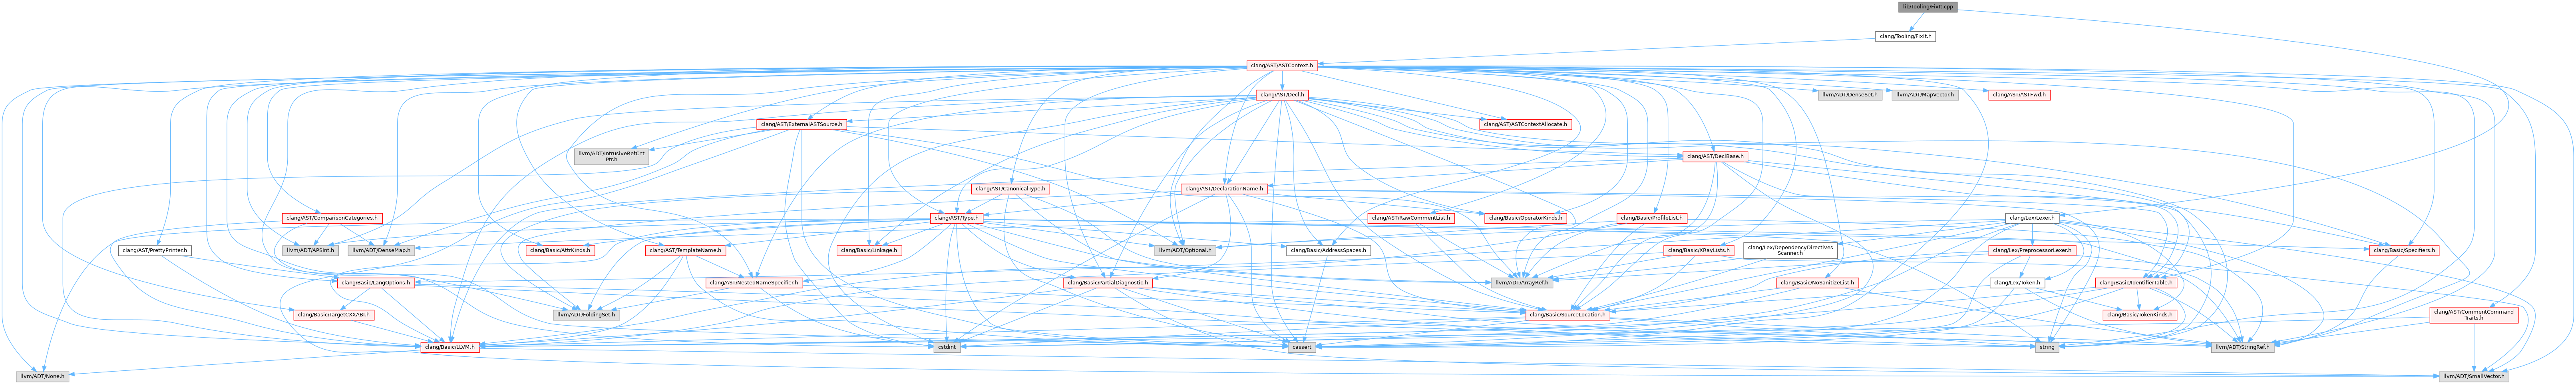 lib/Tooling/FixIt.cpp
clang/Tooling/FixIt.h
clang/AST/ASTContext.h
clang/AST/Decl.h
llvm/ADT/DenseSet.h
llvm/ADT/MapVector.h
clang/AST/ASTFwd.h
clang/AST/ExternalASTSource.h
clang/AST/ASTContextAllocate.h
llvm/ADT/IntrusiveRefCnt
Ptr.h
clang/AST/DeclBase.h
clang/AST/CanonicalType.h
clang/AST/DeclarationName.h
clang/AST/ComparisonCategories.h
clang/AST/Type.h
clang/AST/RawCommentList.h
clang/Basic/OperatorKinds.h
clang/Basic/ProfileList.h
clang/Lex/Lexer.h
clang/AST/PrettyPrinter.h
llvm/ADT/APSInt.h
llvm/ADT/DenseMap.h
clang/Basic/AttrKinds.h
clang/AST/TemplateName.h
clang/Basic/Linkage.h
llvm/ADT/Optional.h
clang/Basic/AddressSpaces.h
clang/Basic/XRayLists.h
clang/Lex/DependencyDirectives
Scanner.h
clang/Lex/PreprocessorLexer.h
clang/Basic/Specifiers.h
clang/Basic/LangOptions.h
clang/AST/NestedNameSpecifier.h
clang/Basic/PartialDiagnostic.h
llvm/ADT/ArrayRef.h
clang/Basic/NoSanitizeList.h
clang/Lex/Token.h
clang/Basic/IdentifierTable.h
clang/Basic/TargetCXXABI.h
llvm/ADT/FoldingSet.h
clang/Basic/SourceLocation.h
clang/Basic/TokenKinds.h
clang/AST/CommentCommand
Traits.h
clang/Basic/LLVM.h
cstdint
cassert
string
llvm/ADT/StringRef.h
llvm/ADT/None.h
llvm/ADT/SmallVector.h